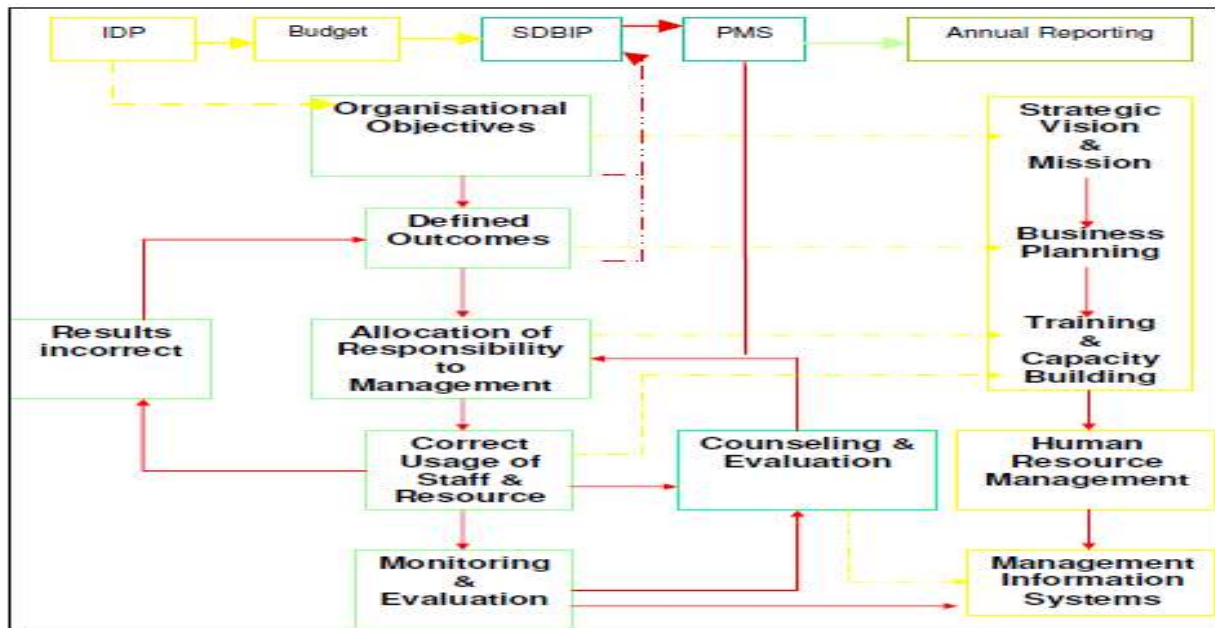 IDP
Budget
SDBIP
PMS
Annual Reporting
Organisational
Objectives
Strategic
Vision
&
Mission
Defined
Outcomes
Business
Planning
Results
incorrect
Allocation of
Responsibility
to
Management
Training
&
Capacity
Building
Correct
Usage of
Staff &
Resource
Counseling &
Evaluation
Human
Resource
Management
Monitoring
&
Evaluation
Management
Information
Systems